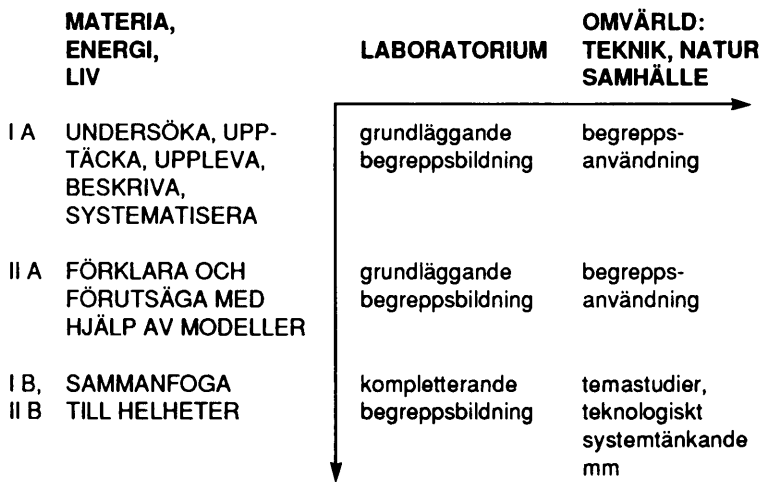 MATERIA,
ENERGI,
LIV
LABORATORIUM
OMVÄRLD:
TEKNIK, NATUR
SAMHÄLLE
I A UNDERSÖKA, UPP-
TÄCKA, UPPLEVA,
BESKRIVA,
SYSTEMATISERA
grundläggande
begreppsbildning
begrepps-
användning
II A FÖRKLARA OCH
FÖRUTSÄGA MED
HJÄLP AV MODELLER
grundläggande
begreppsbildning
begrepps-
användning
I B, SAMMANFOGA
II B TILL HELHETER
kompletterande
begreppsbildning
temastudier,
teknologiskt
systemtänkande
mm